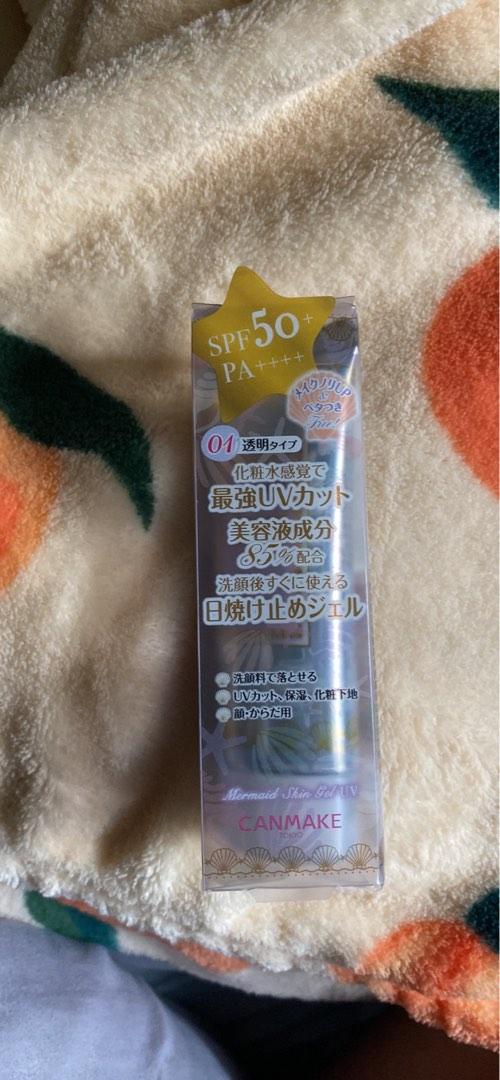 SPF50+
PA++++
メイクノリUP
ベタつき
Free!
01 透明タイプ
化粧水感覚で
最強UVカット
美容液成分
85%配合
洗顔後すぐに使える
日焼け止めジェル
洗顔料で落とせる
UVカット、保湿、化粧下地
顔・からだ用
Mermaid Skin Gel UV
CANMAKE
TOKYO